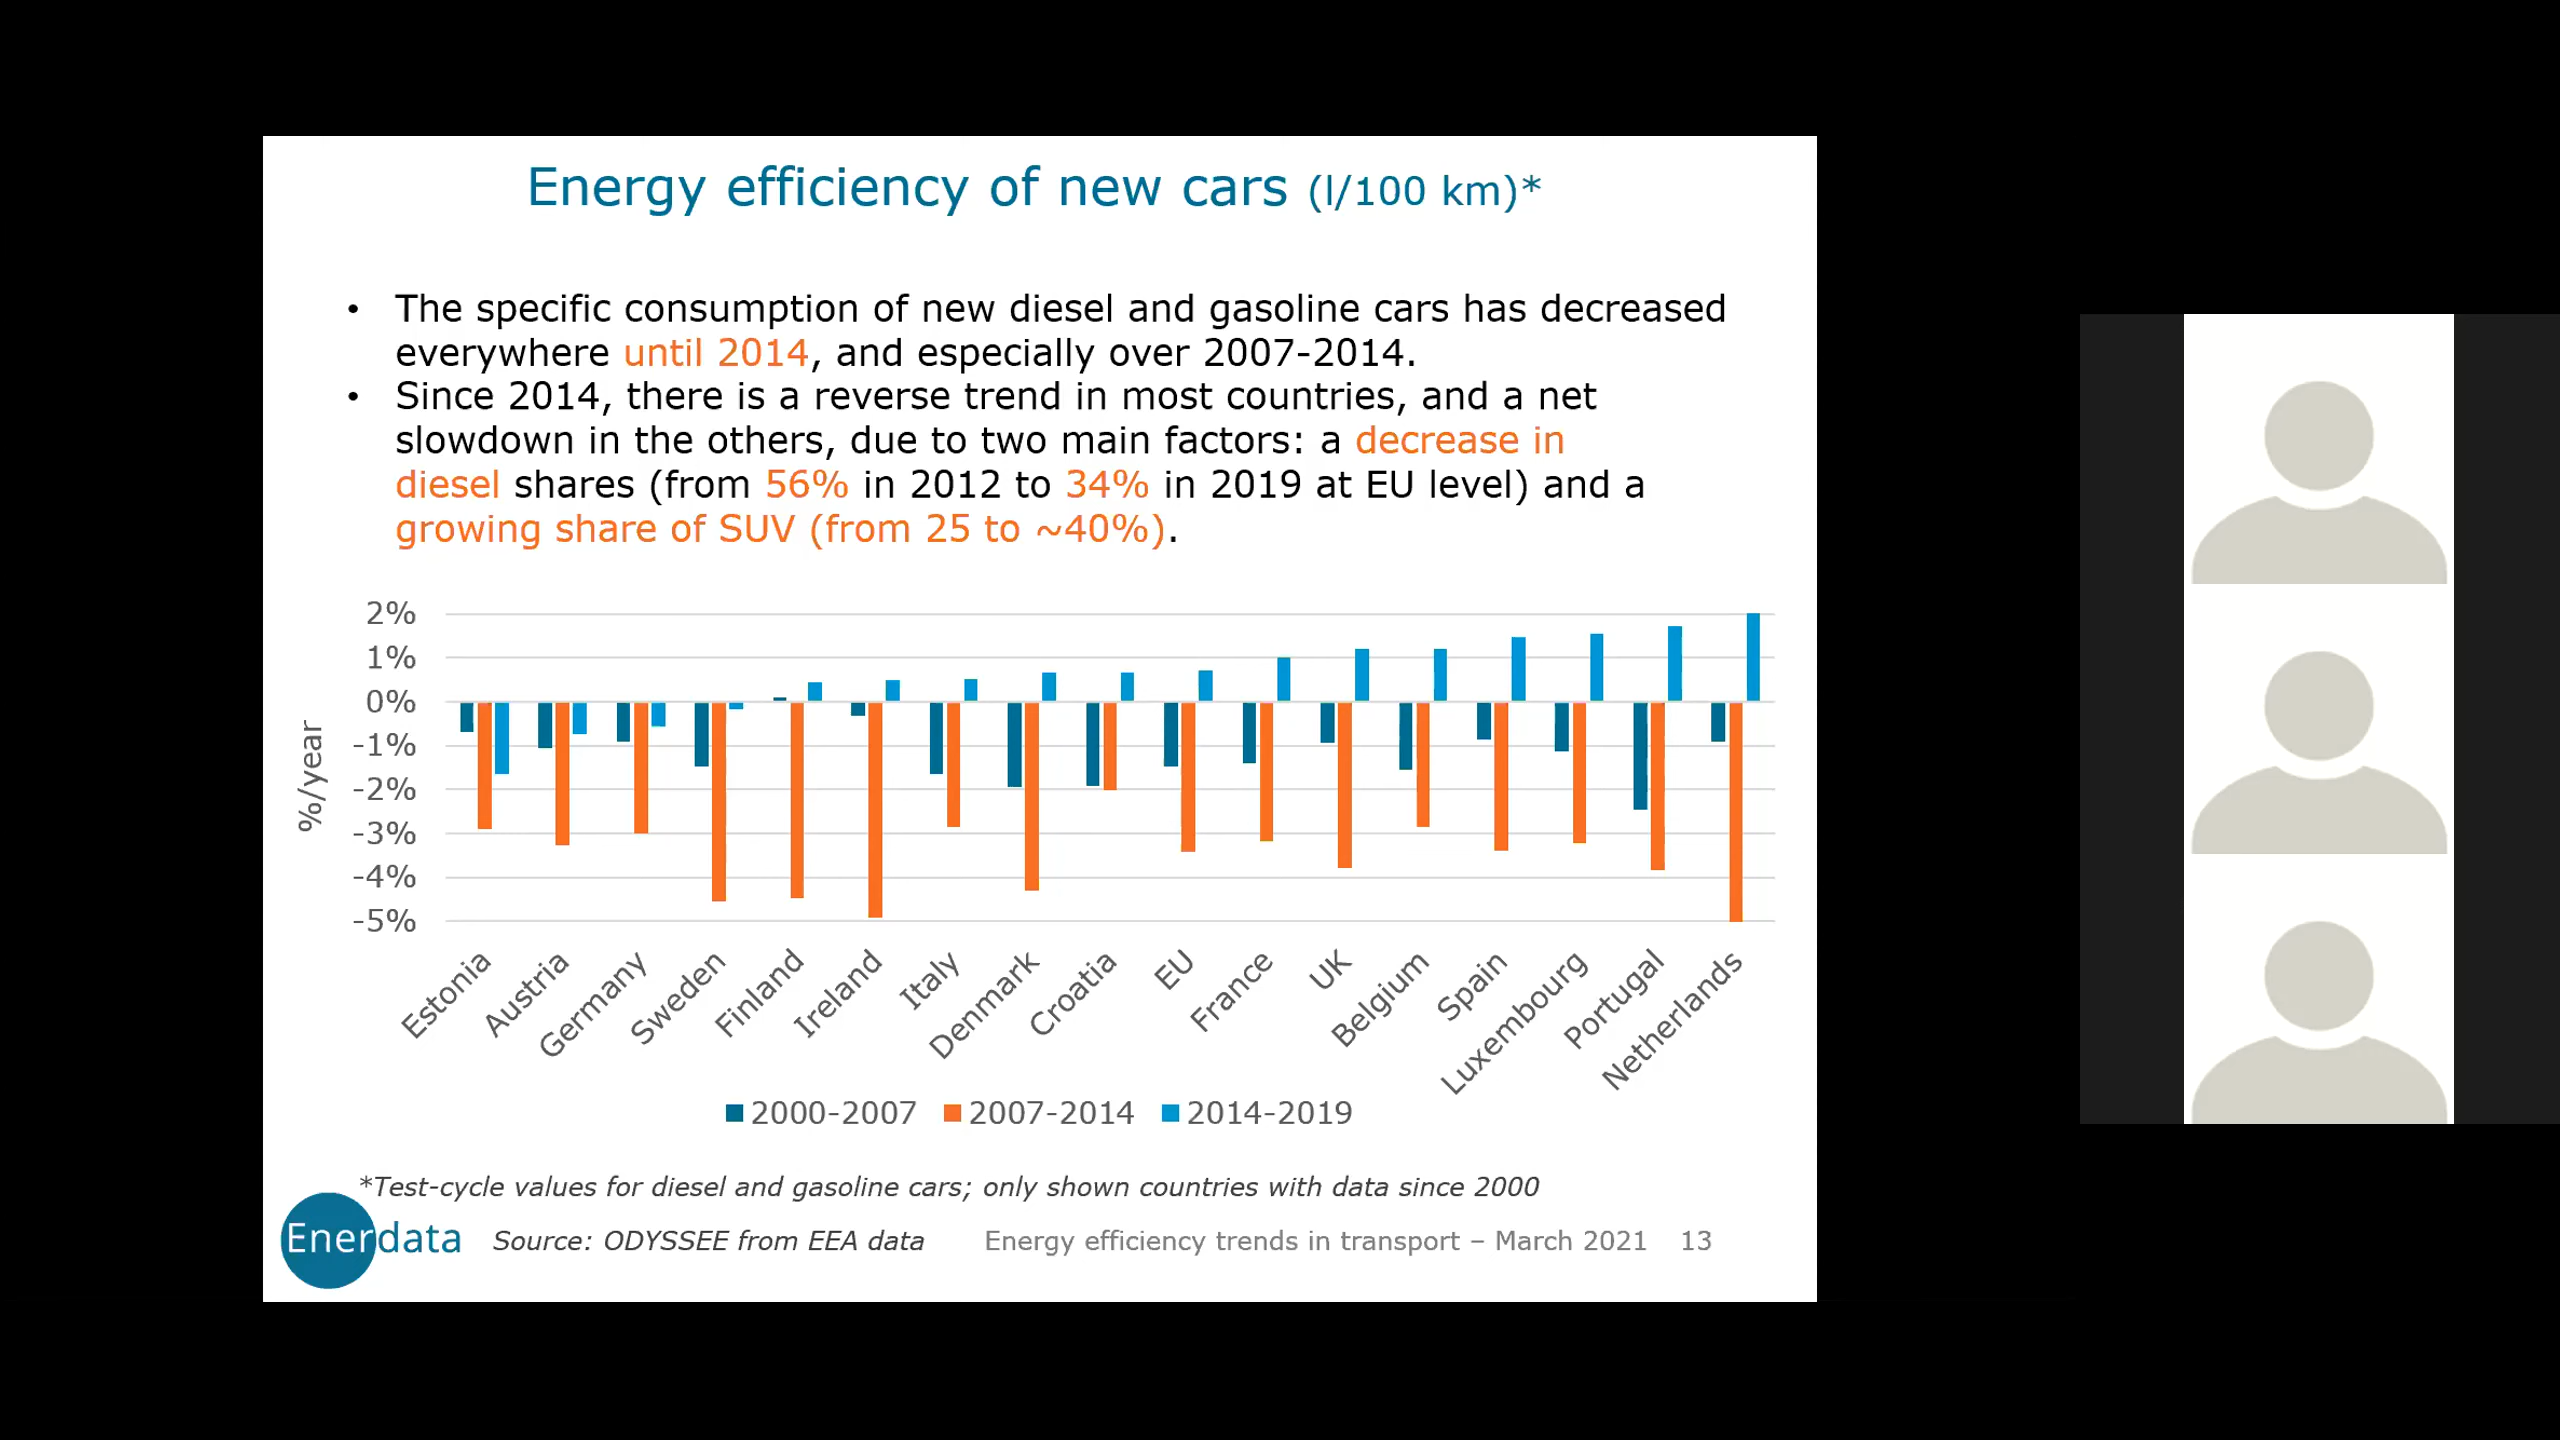 Energy efficiency of new cars (l/100 km)*
• The specific consumption of new diesel and gasoline cars has decreased
everywhere until 2014, and especially over 2007-2014.
• Since 2014, there is a reverse trend in most countries, and a net
slowdown in the others, due to two main factors: a decrease in
diesel shares (from 56% in 2012 to 34% in 2019 at EU level) and a
growing share of SUV (from 25 to ~40%).
%/year
2%
1%
0%
-1%
-2%
-3%
-4%
-5%
Estonia
Austria
Germany
Sweden
Finland
Ireland
Italy
Denmark
Croatia
EU
France
UK
Belgium
Spain
Luxembourg
Portugal
Netherlands
2000-2007 2007-2014 2014-2019
*Test-cycle values for diesel and gasoline cars; only shown countries with data since 2000
Enerdata
Source: ODYSSEE from EEA data
Energy efficiency trends in transport – March 2021 13